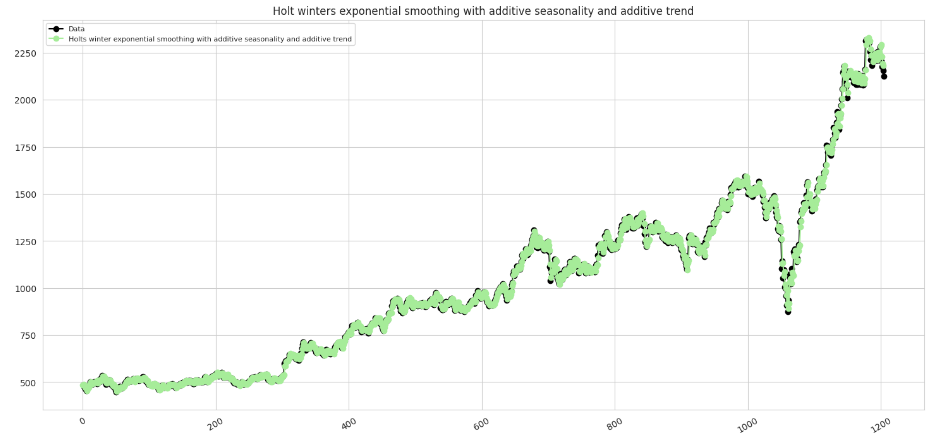 Holt winters exponential smoothing with additive seasonality and additive trend
Data
Holts winter exponential smoothing with additive seasonality and additive trend
2250
2000
1750
1500
1250
1000
750
500
0 200 400 600 800 1000 1200